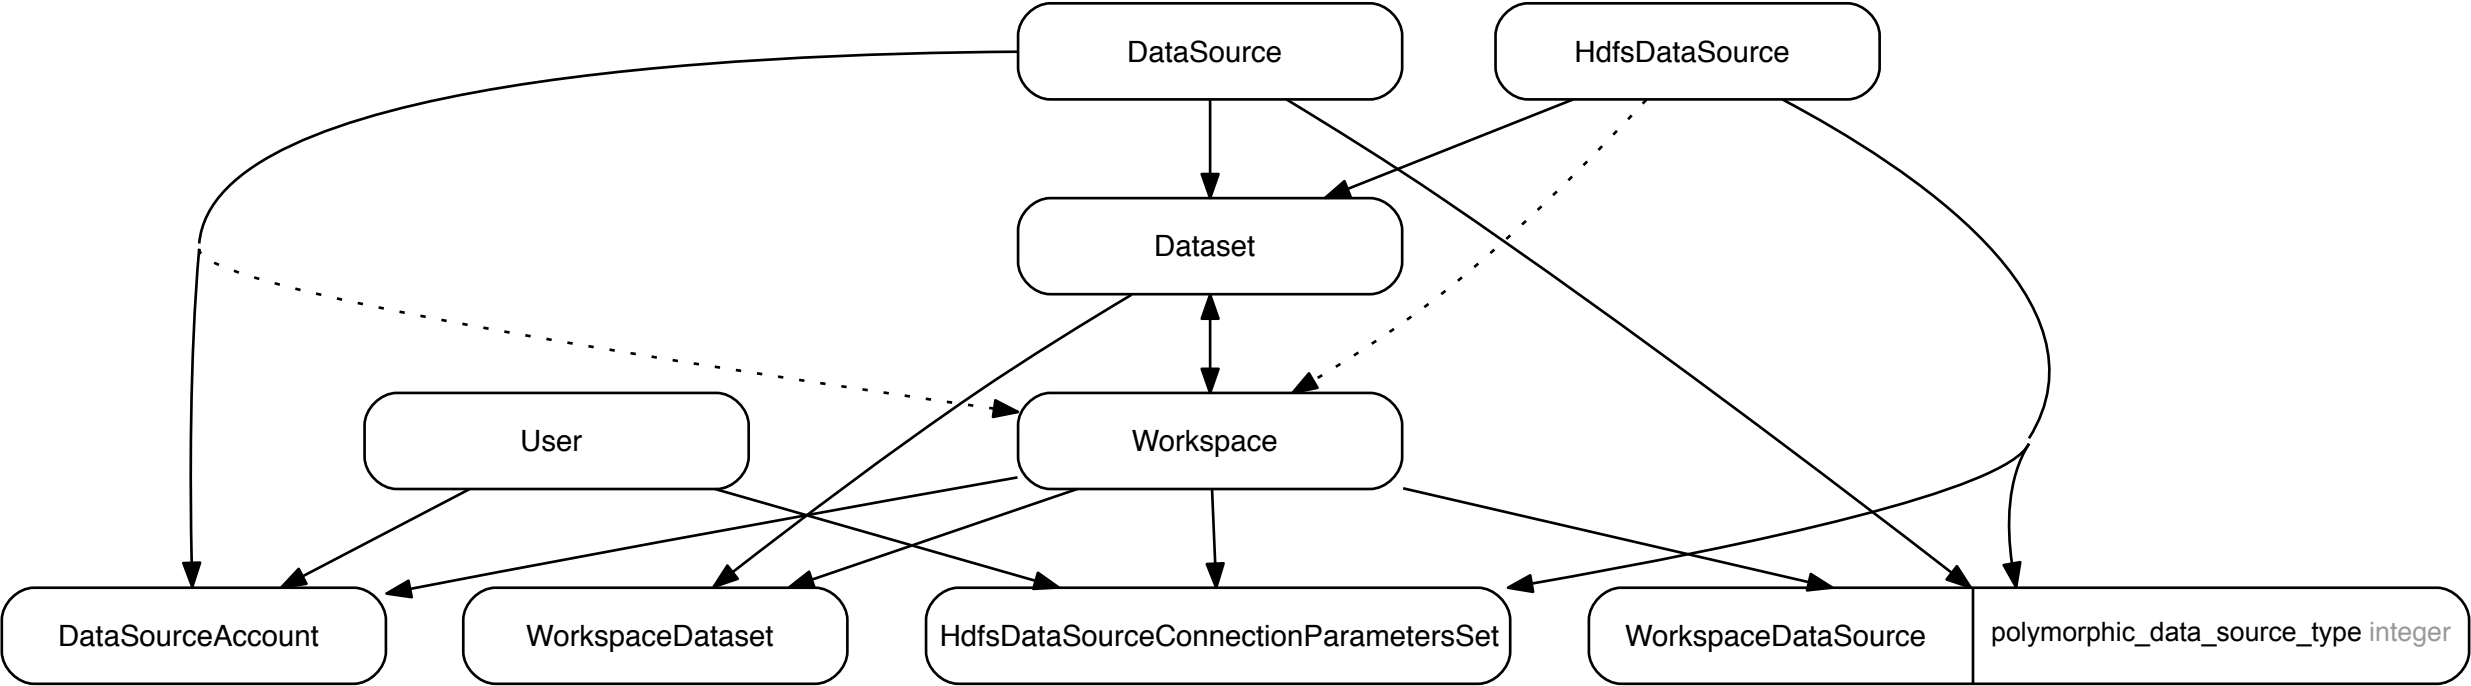 DataSource
HdfsDataSource
Dataset
User
Workspace
DataSourceAccount
WorkspaceDataset
HdfsDataSourceConnectionParametersSet
WorkspaceDataSource
polymorphic_data_source_type integer